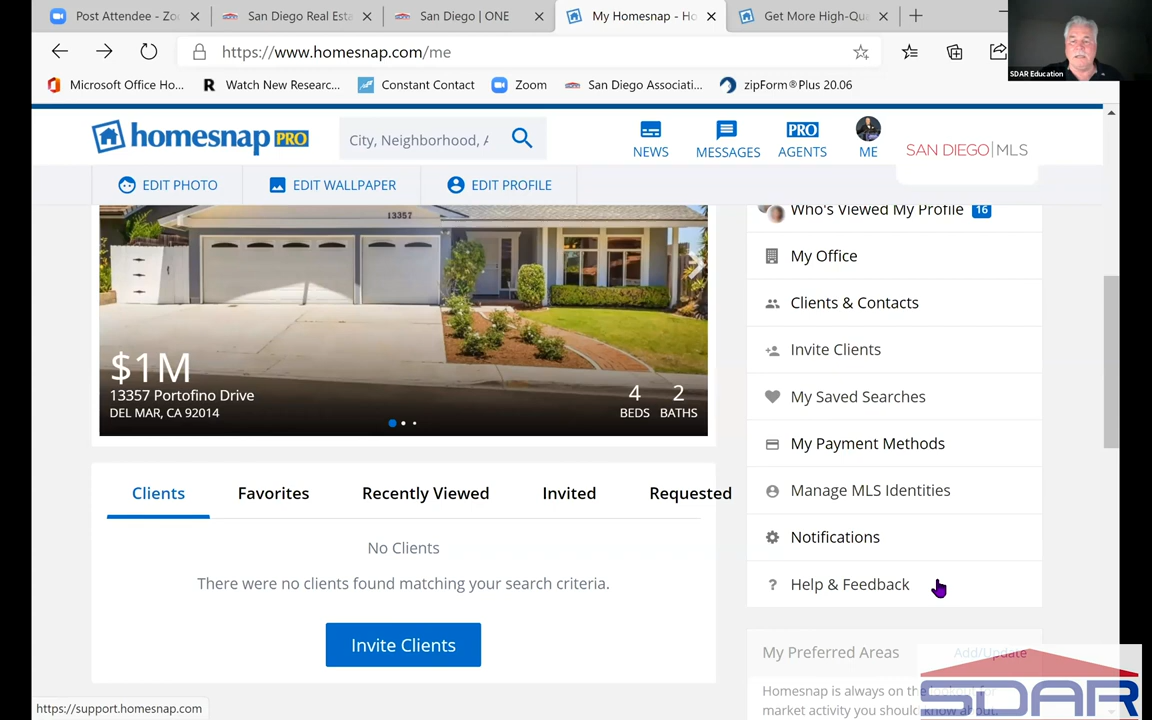 Post Attendee - Zo
San Diego Real Esta
San Diego | ONE
My Homesnap - Ho
Get More High-Qua
https://www.homesnap.com/me
SDAR Education
Microsoft Office Ho...
R Watch New Researc...
Constant Contact
Zoom
San Diego Associati...
zipForm®Plus 20.06
homesnap PRO
City, Neighborhood, A
NEWS
MESSAGES
PRO
AGENTS
ME
SAN DIEGO|MLS
EDIT PHOTO
EDIT WALLPAPER
EDIT PROFILE
13357
$1M
13357 Portofino Drive
DEL MAR, CA 92014
4
BEDS
2
BATHS
Who's Viewed My Profile 16
My Office
Clients & Contacts
Invite Clients
My Saved Searches
My Payment Methods
Manage MLS Identities
Notifications
? Help & Feedback
Clients
Favorites
Recently Viewed
Invited
Requested
No Clients
There were no clients found matching your search criteria.
Invite Clients
My Preferred Areas
Add/Update
Homesnap is always on the lookout for
market activity you should know about.
SDAR
https://support.homesnap.com